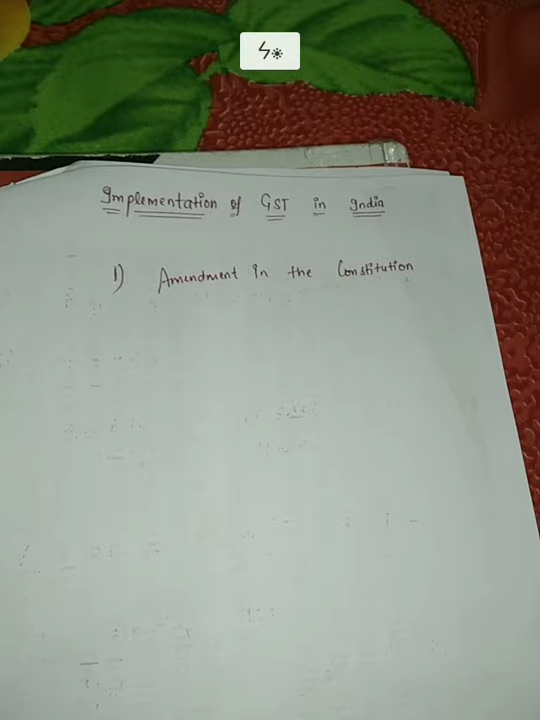 Implementation of GST in India
1) Amendment in the Constitution